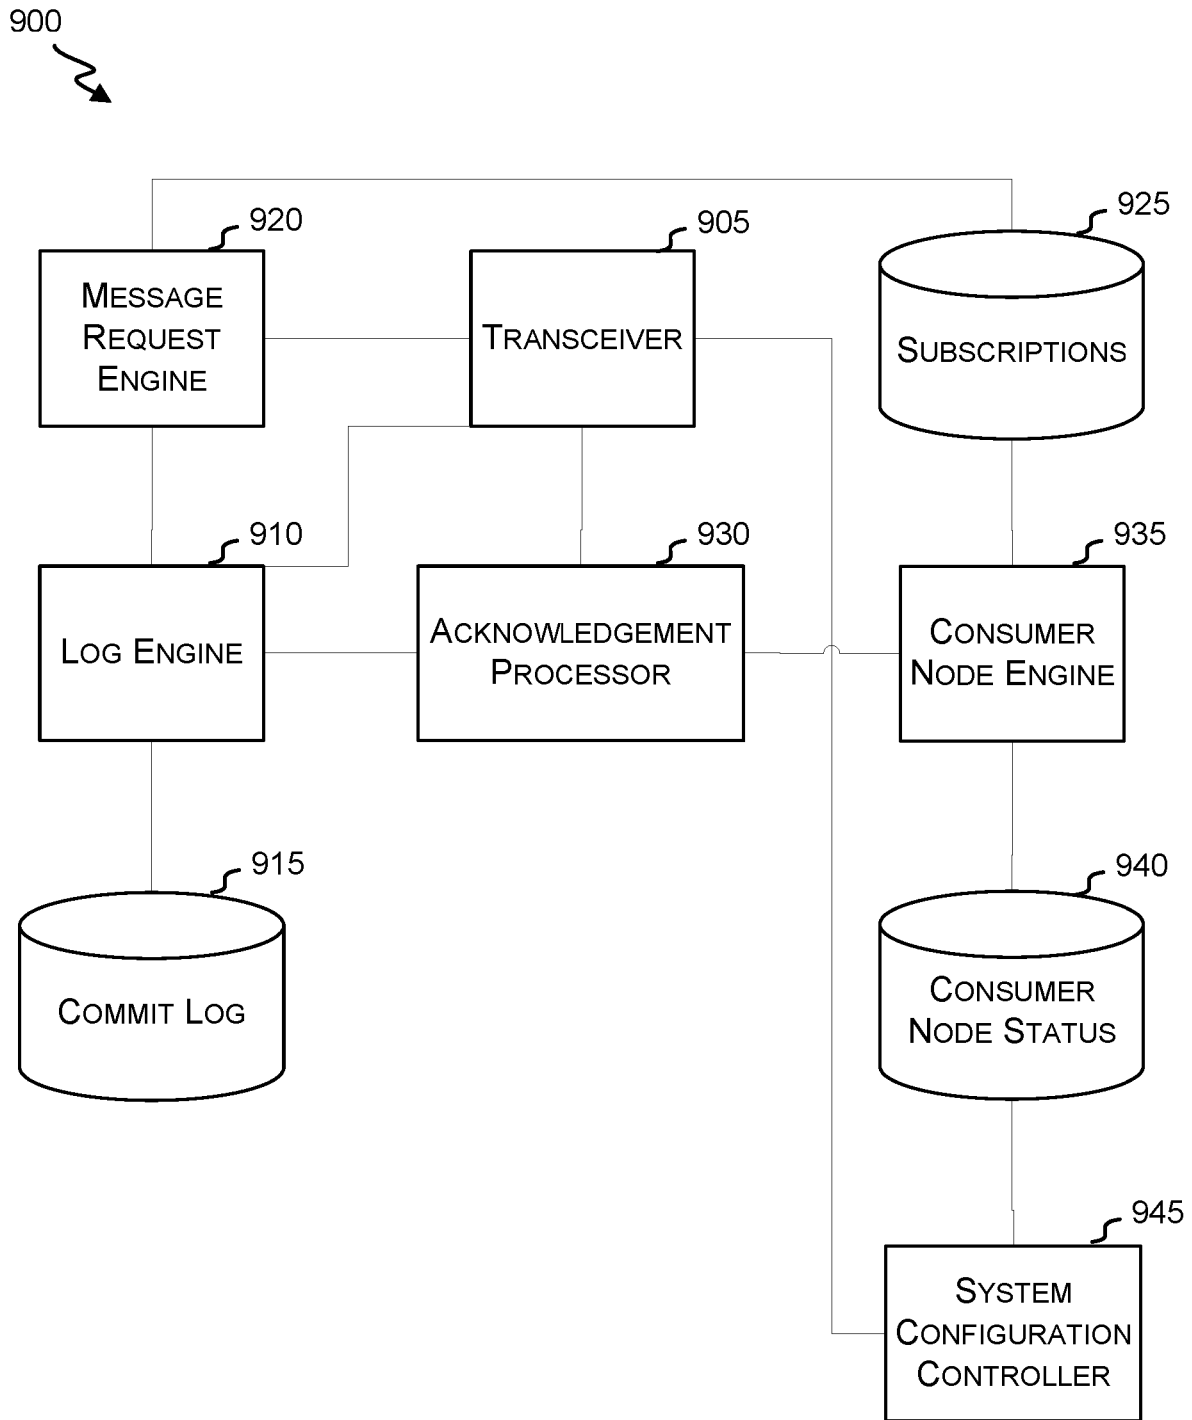 900
920
MESSAGE
REQUEST
ENGINE
905
TRANSCEIVER
925
SUBSCRIPTIONS
910
LOG ENGINE
930
ACKNOWLEDGEMENT
PROCESSOR
935
CONSUMER
NODE ENGINE
915
COMMIT LOG
940
CONSUMER
NODE STATUS
945
SYSTEM
CONFIGURATION
CONTROLLER